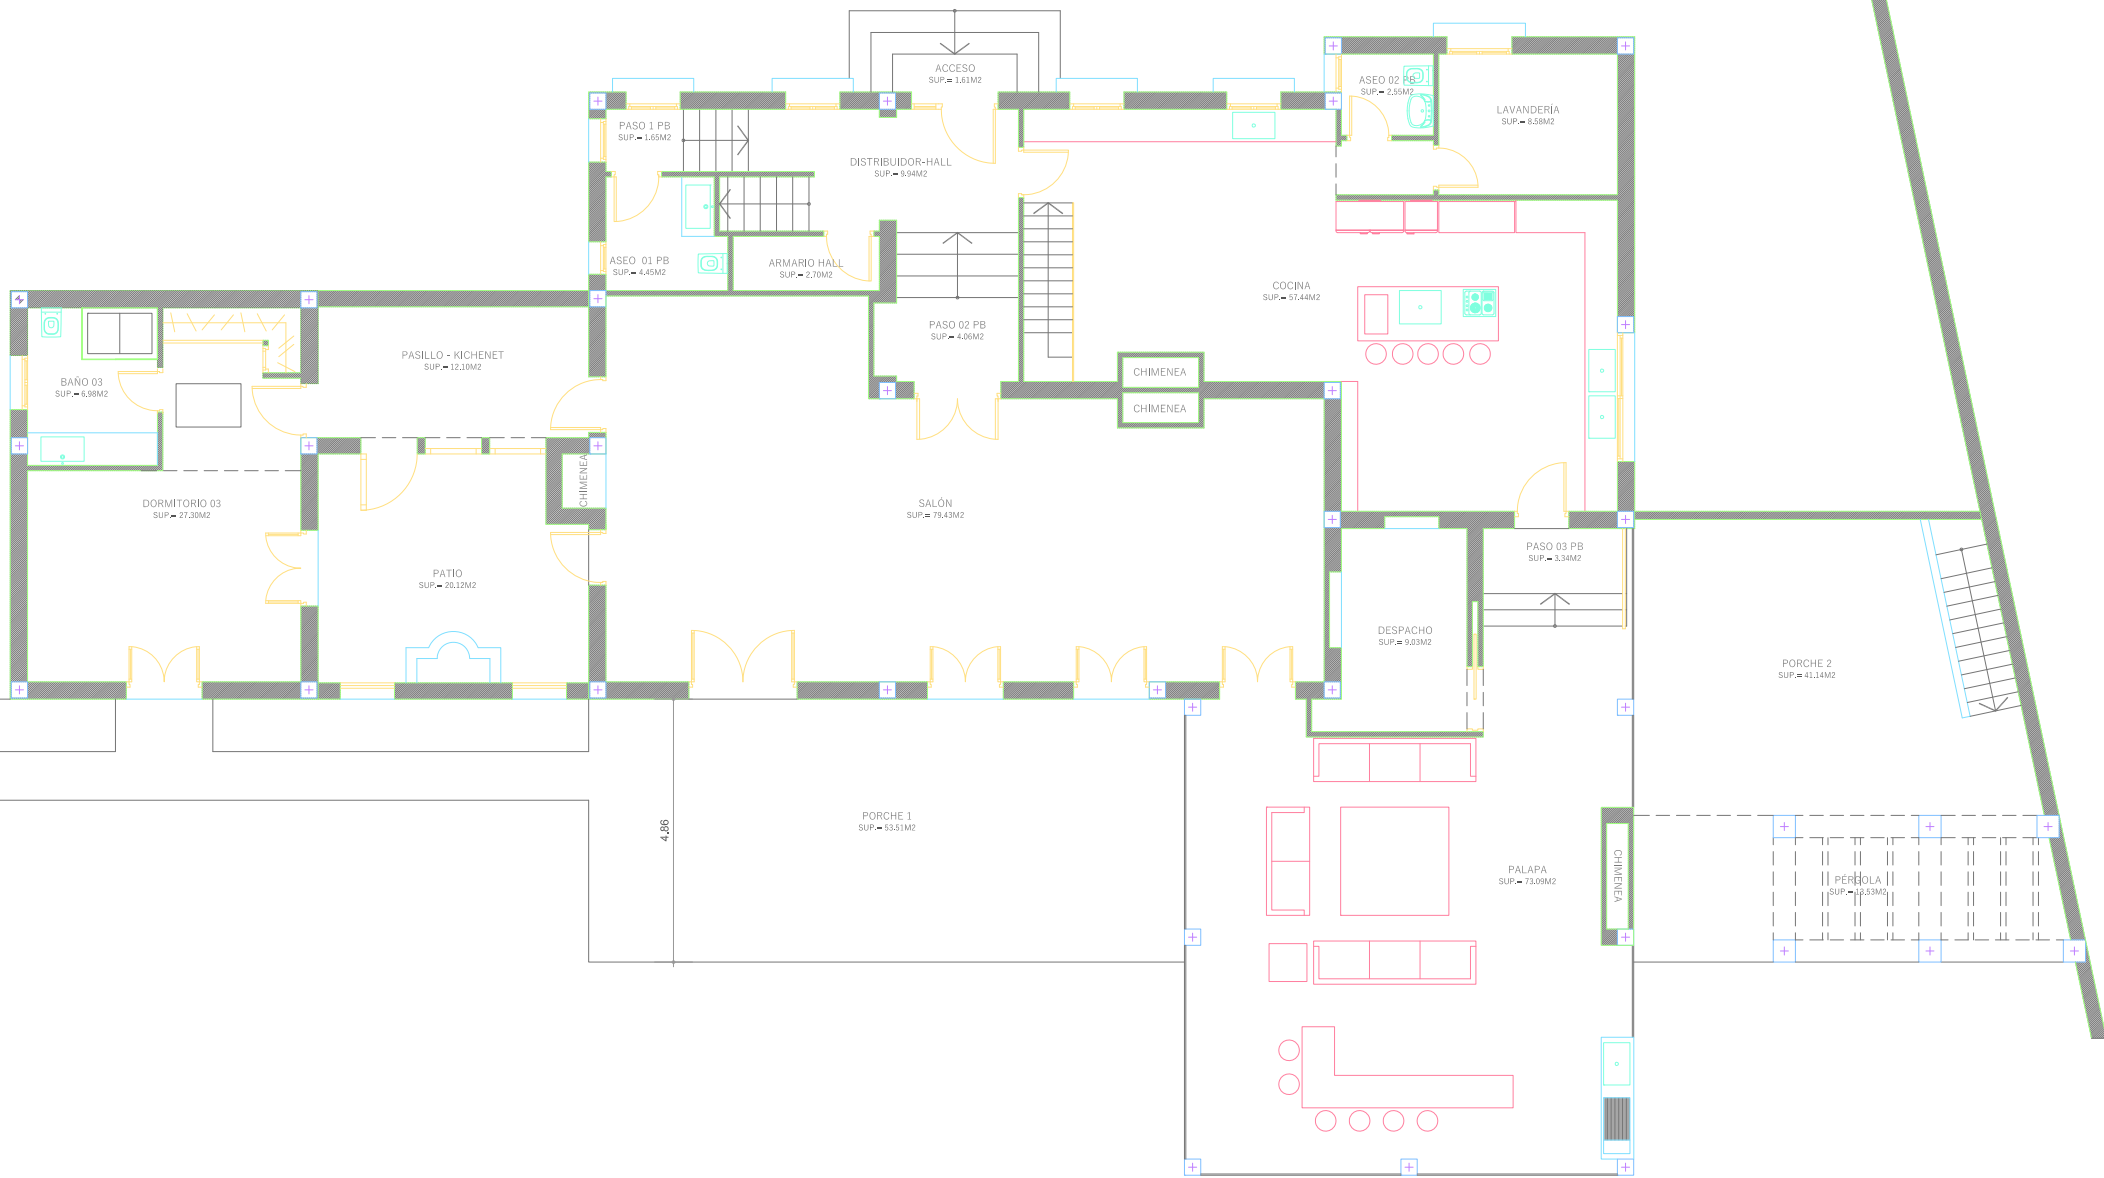 ACCESO
SUP.= 1.61M2
ASEO 02 PB
SUP.= 2.55M2
LAVANDERÍA
SUP.= 8.58M2
PASO 1 PB
SUP.= 1.65M2
DISTRIBUIDOR-HALL
SUP.= 9.94M2
ASEO 01 PB
SUP.= 4.45M2
ARMARIO HALL
SUP.= 2.70M2
COCINA
SUP.= 57.44M2
PASO 02 PB
SUP.= 4.06M2
PASILLO - KICHENET
SUP.= 12.10M2
CHIMENEA
CHIMENEA
BAÑO 03
SUP.= 6.98M2
CHIMENEA
DORMITORIO 03
SUP.= 27.30M2
SALÓN
SUP.= 79.43M2
PASO 03 PB
SUP.= 3.34M2
PATIO
SUP.= 20.12M2
DESPACHO
SUP.= 9.03M2
PORCHE 2
SUP.= 41.14M2
PORCHE 1
SUP.= 53.51M2
4.86
PALAPA
SUP.= 73.09M2
CHIMENEA
PÉRGOLA
SUP.= 13.53M2